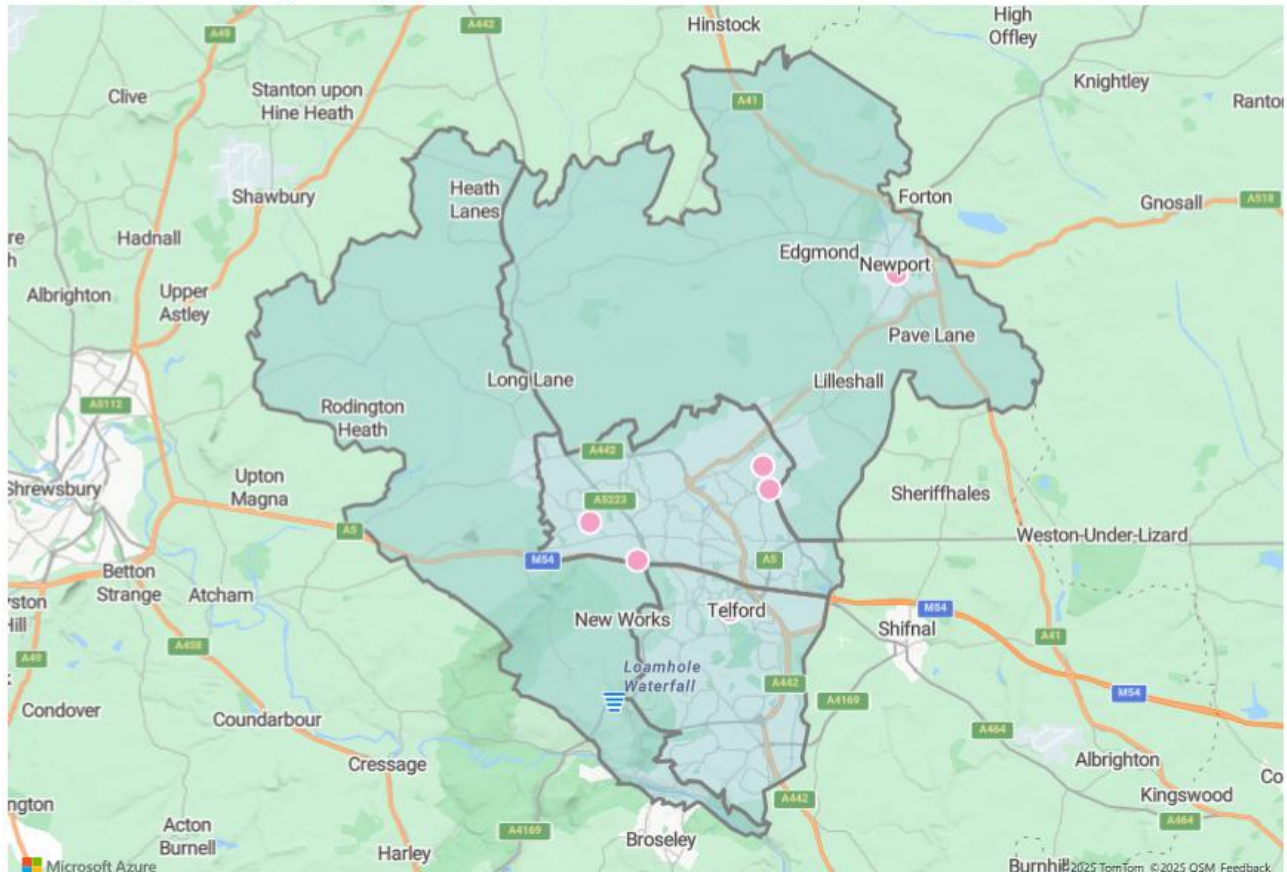 Hinstock
High
Offley
A442
A49
Clive
Stanton upon
Hine Heath
Knightley
A41
Shawbury
Heath
Lanes
Forton
Gnosall
A518
Hadnall
Edgmond
Newport
Albrighton
Upper
Astley
Pave Lane
Long Lane
Lilleshall
A5112
Rodington
Heath
A442
Shrewsbury
Upton
Magna
A5223
Sheriffhales
A5
Weston-Under-Lizard
M54
A5
Betton
Strange
Atcham
New Works
Telford
M54
Shifnal
A41
A458
A49
Loamhole
Waterfall
A442
A4169
M54
Condover
Coundarbour
A464
Cressage
Albrighton
Kingswood
A442
A464
Acton
Burnell
A4169
Broseley
Harley
Microsoft Azure
©2025 OSM Feedback